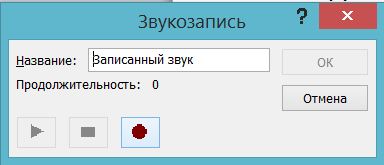 Звукозапись
Название: Записанный звук
ОК
Продолжительность: 0
Отмена